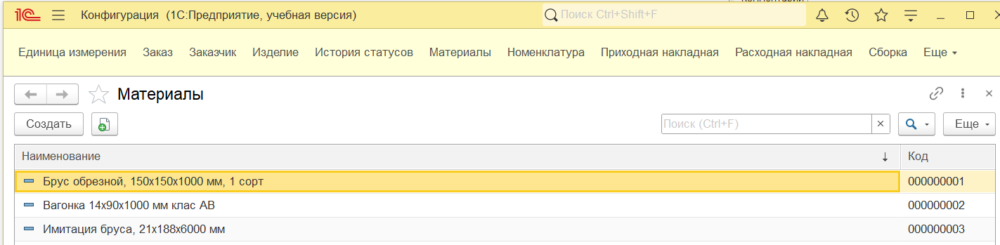 1С Конфигурация (1С:Предприятие, учебная версия) Поиск Ctrl+Shift+F
Единица измерения Заказ Заказчик Изделие История статусов Материалы Номенклатура Приходная накладная Расходная накладная Сборка Еще
Материалы
Создать Поиск (Ctrl+F) × Еще
Наименование ↓ Код
Брус обрезной, 150x150x1000 мм, 1 сорт 000000001
Вагонка 14x90x1000 мм клас АВ 000000002
Имитация бруса, 21x188x6000 мм 000000003